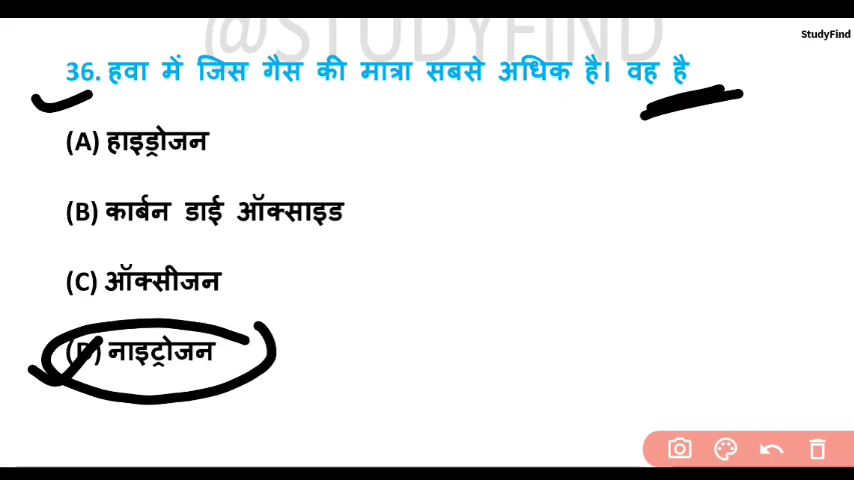 @STUDYFIND
StudyFind
36. हवा में जिस गैस की मात्रा सबसे अधिक है। वह है
(A) हाइड्रोजन
(B) कार्बन डाई ऑक्साइड
(C) ऑक्सीजन
(D) नाइट्रोजन